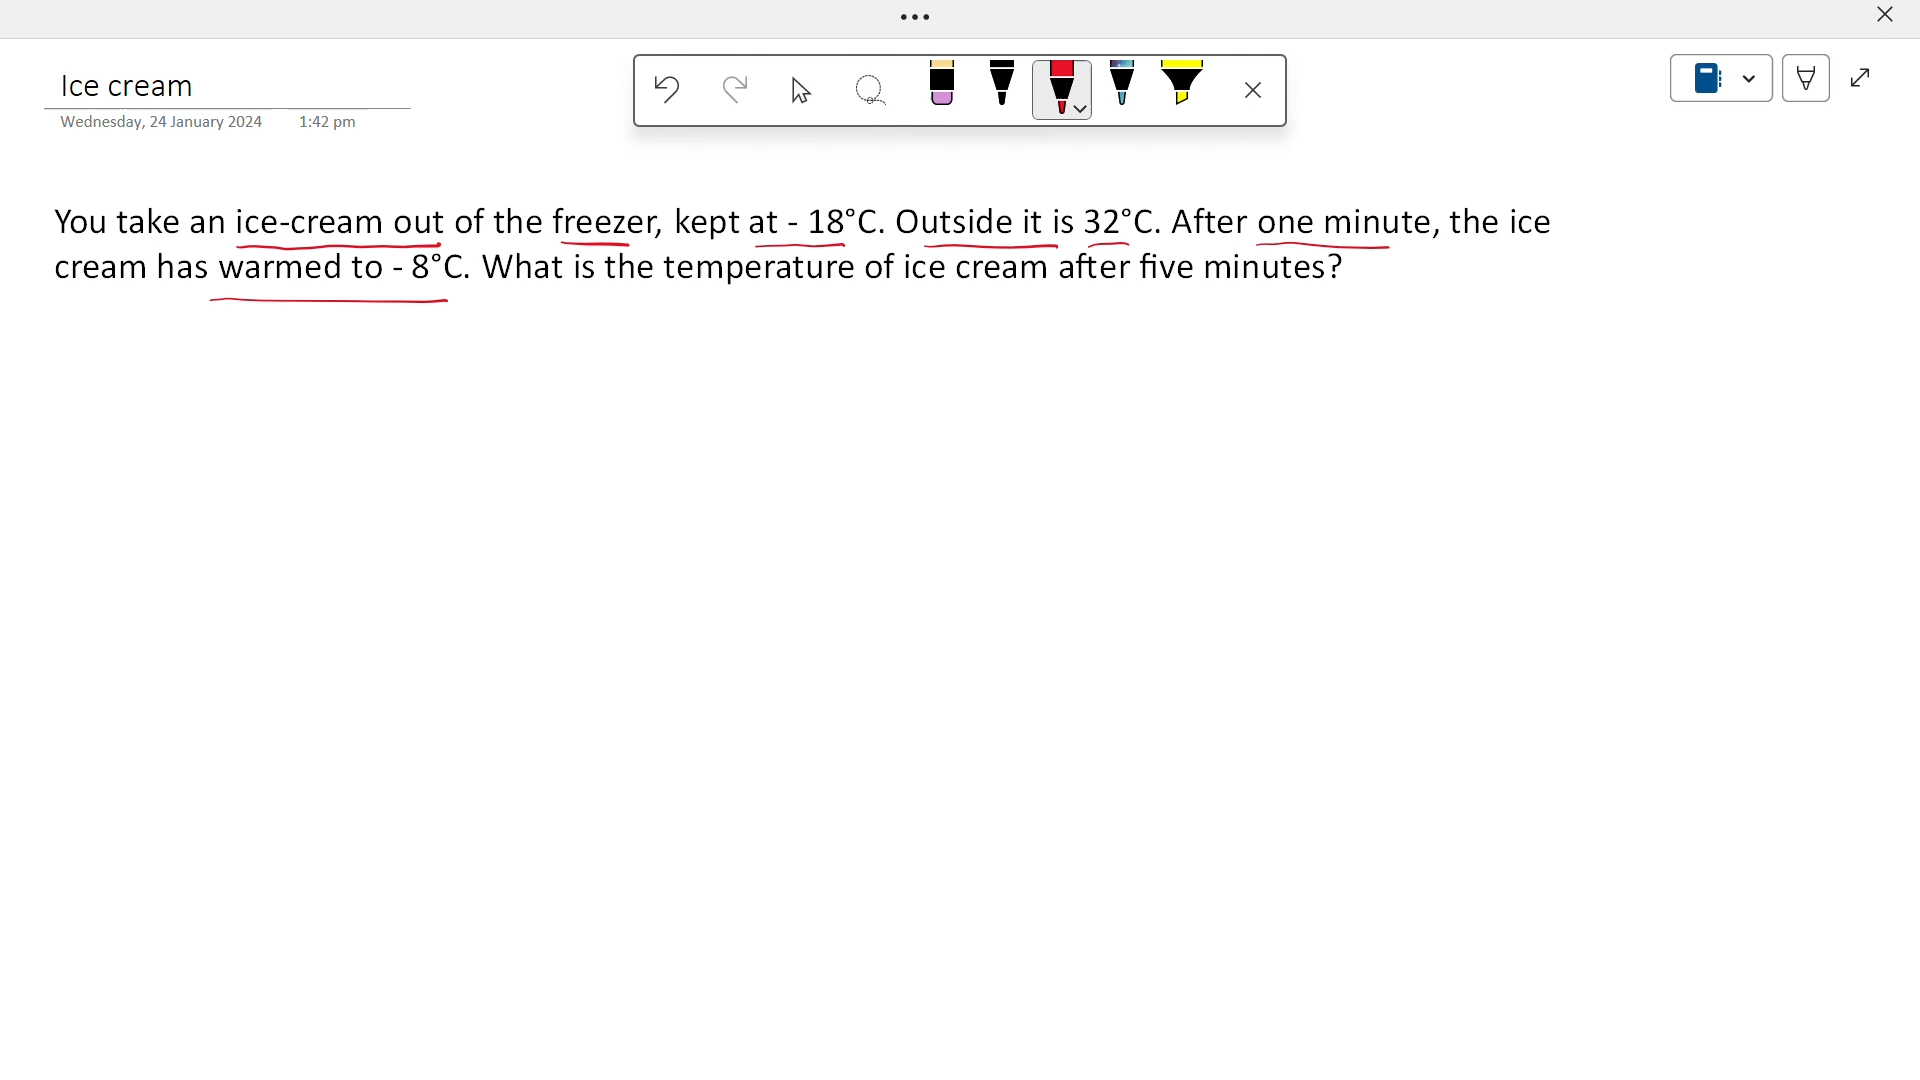 Ice cream
Wednesday, 24 January 2024 1:42 pm
You take an ice-cream out of the freezer, kept at - 18°C. Outside it is 32°C. After one minute, the ice
cream has warmed to - 8°C. What is the temperature of ice cream after five minutes?